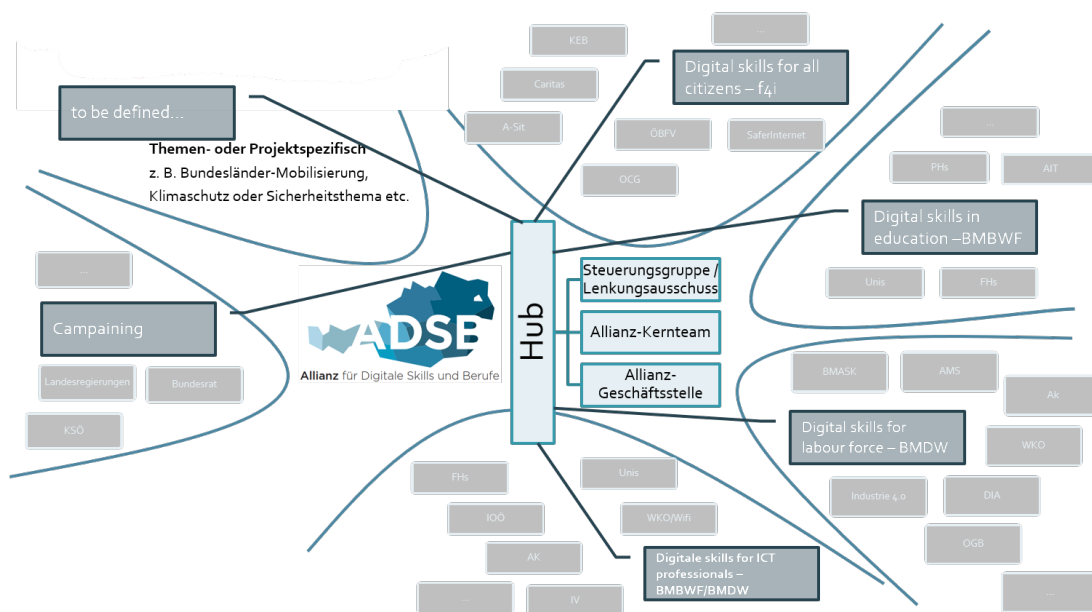 KEB
...
Caritas
A-Sit
ÖBFV
SaferInternet
OCG
Digital skills for all
citizens – f4i
to be defined...
Themen- oder Projektspezifisch
z. B. Bundesländer-Mobilisierung,
Klimaschutz oder Sicherheitsthema etc.
...
PHs
AIT
Digital skills in
education –BMBWF
Unis
FHs
...
Campaining
Landesregierungen
Bundesrat
KSÖ
ADSB
Allianz für Digitale Skills und Berufe
Hub
Steuerungsgruppe /
Lenkungsausschuss
Allianz-Kernteam
Allianz-
Geschäftsstelle
BMASK
AMS
Ak
Digital skills for
labour force – BMDW
WKO
Industrie 4.0
DIA
OGB
...
FHs
Unis
IOÖ
WKO/Wifi
AK
Digitale skills for ICT
professionals –
BMBWF/BMDW
...
IV